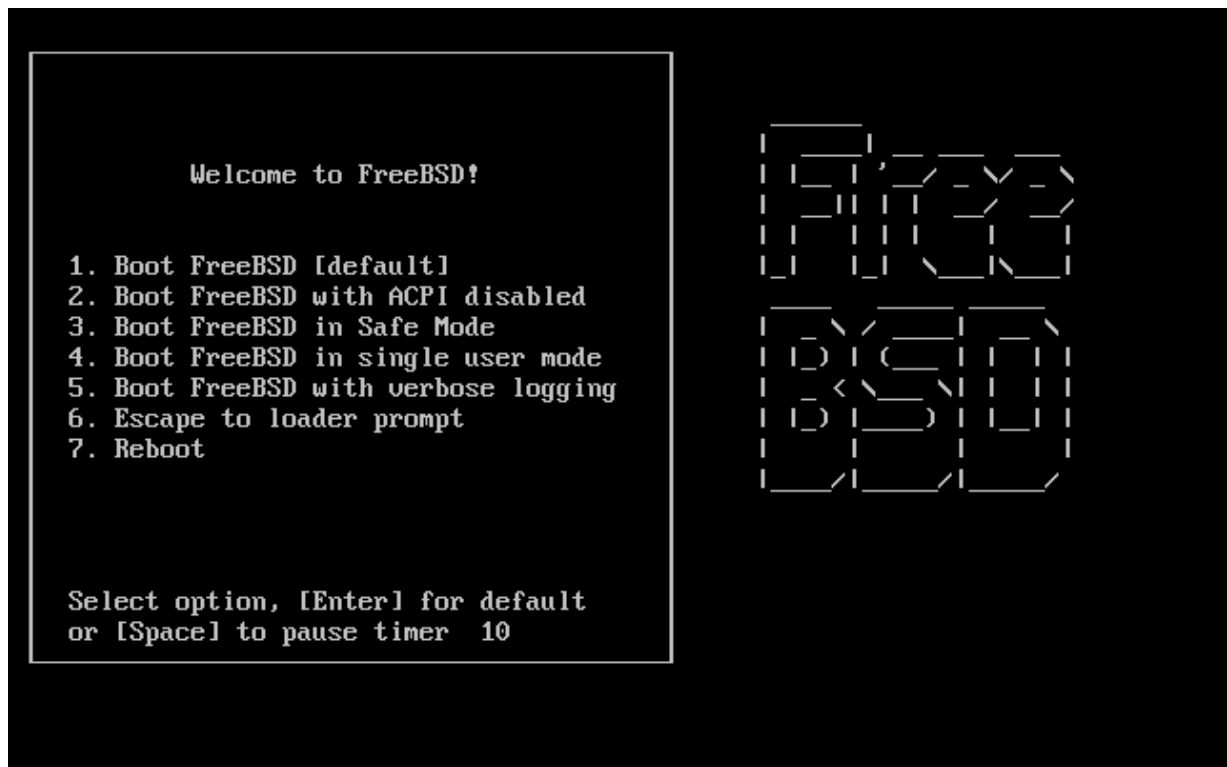 Welcome to FreeBSD!
1. Boot FreeBSD [default]
2. Boot FreeBSD with ACPI disabled
3. Boot FreeBSD in Safe Mode
4. Boot FreeBSD in single user mode
5. Boot FreeBSD with verbose logging
6. Escape to loader prompt
7. Reboot
Select option, [Enter] for default
or [Space] to pause timer  10
Free
BSD